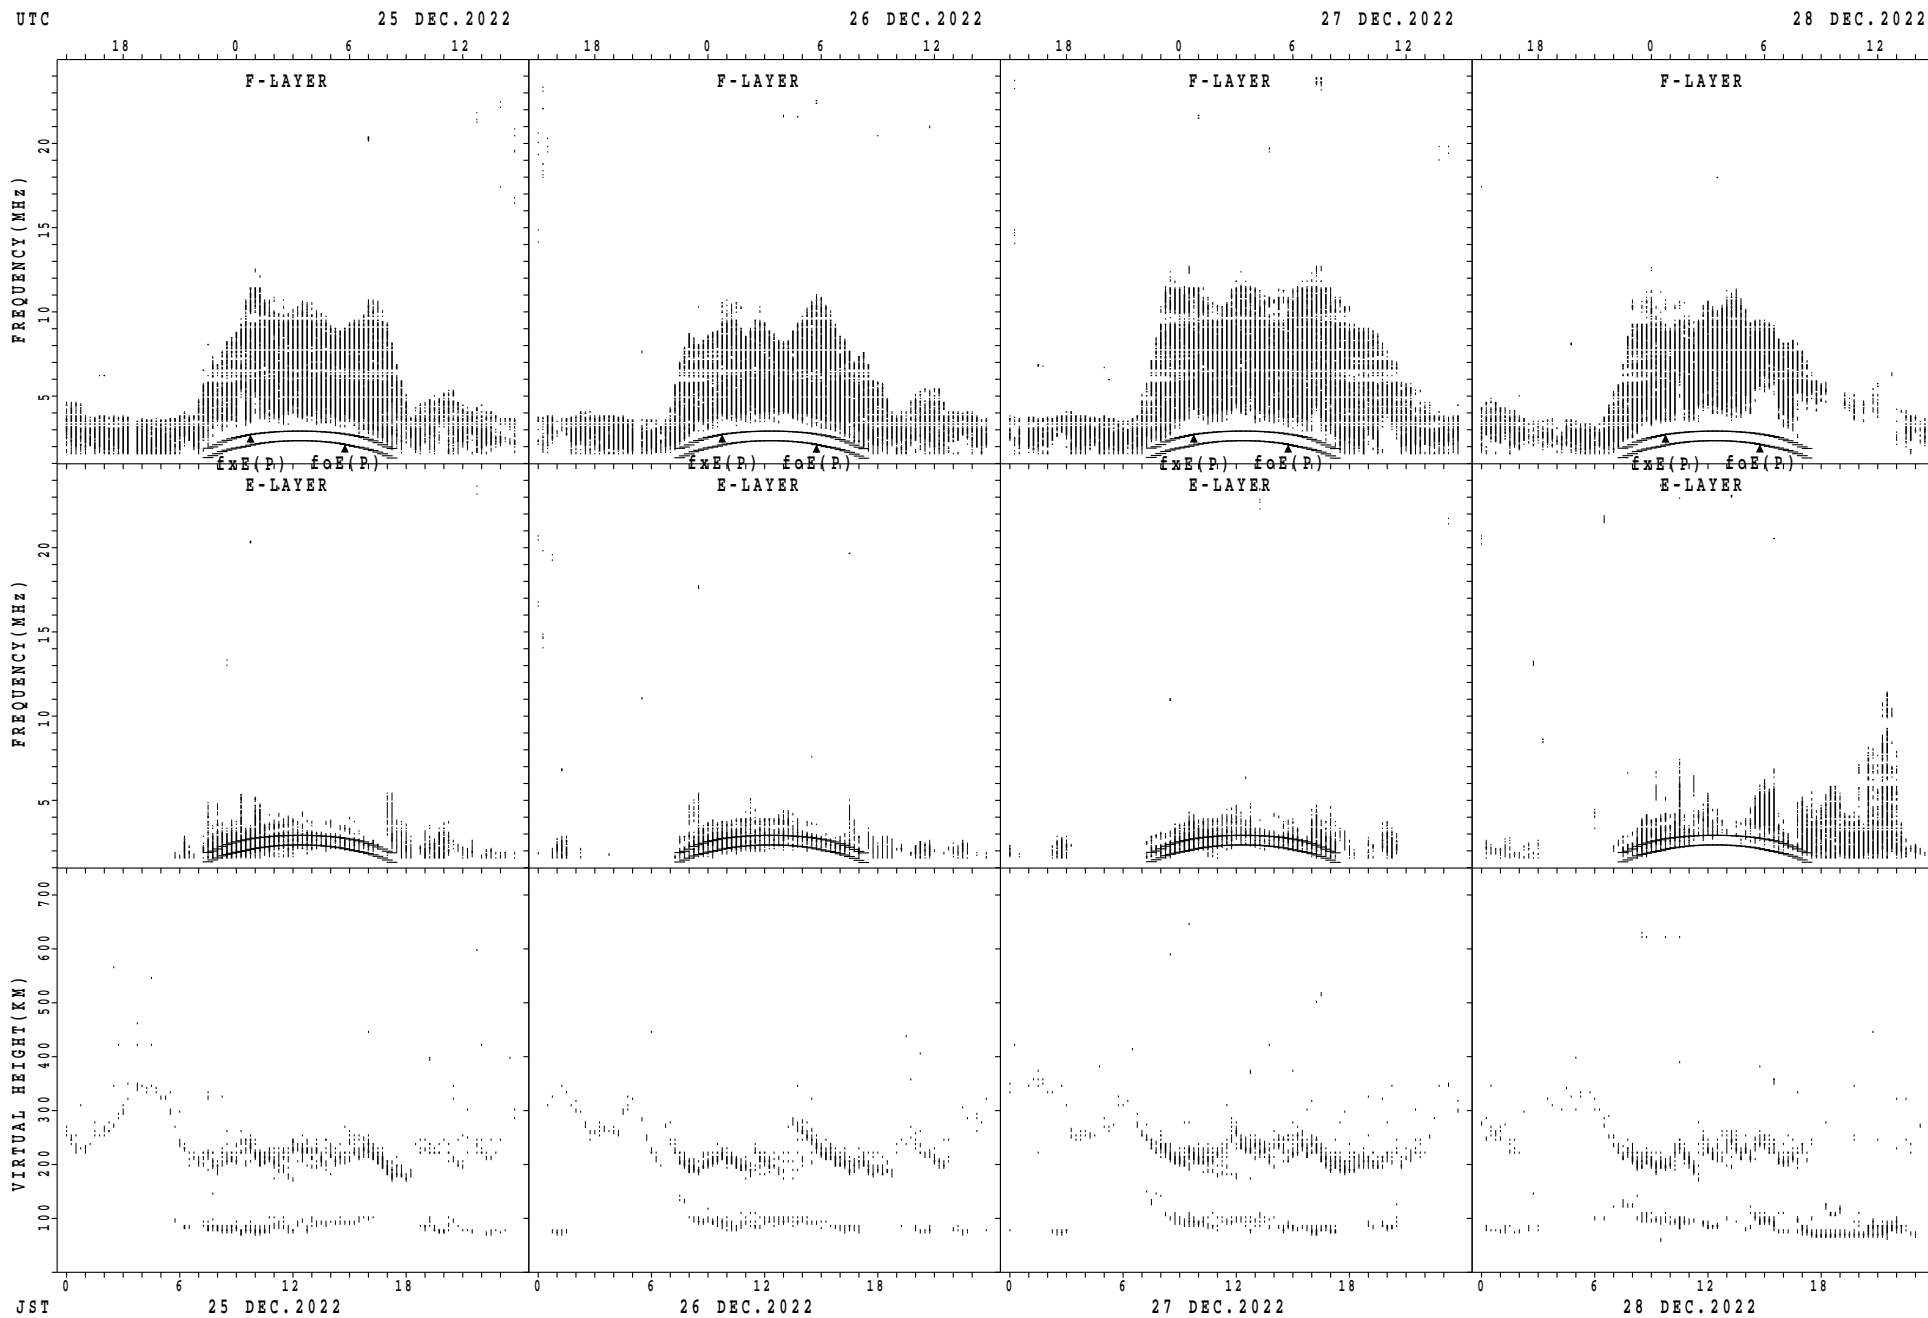 UTC 25 DEC.2022 26 DEC.2022 27 DEC.2022 28 DEC.2022
18 0 6 12 18 0 6 12 18 0 6 12 18 0 6 12
F-LAYER F-LAYER F-LAYER F-LAYER
FREQUENCY(MHz)
20
15
10
5
fxE(P) foE(P) fxE(P) foE(P) fxE(P) foE(P) fxE(P) foE(P)
E-LAYER E-LAYER E-LAYER E-LAYER
FREQUENCY(MHz)
20
15
10
5
VIRTUAL HEIGHT(KM)
700
600
500
400
300
200
100
0 6 12 18 0 6 12 18 0 6 12 18 0 6 12 18
JST 25 DEC.2022 26 DEC.2022 27 DEC.2022 28 DEC.2022